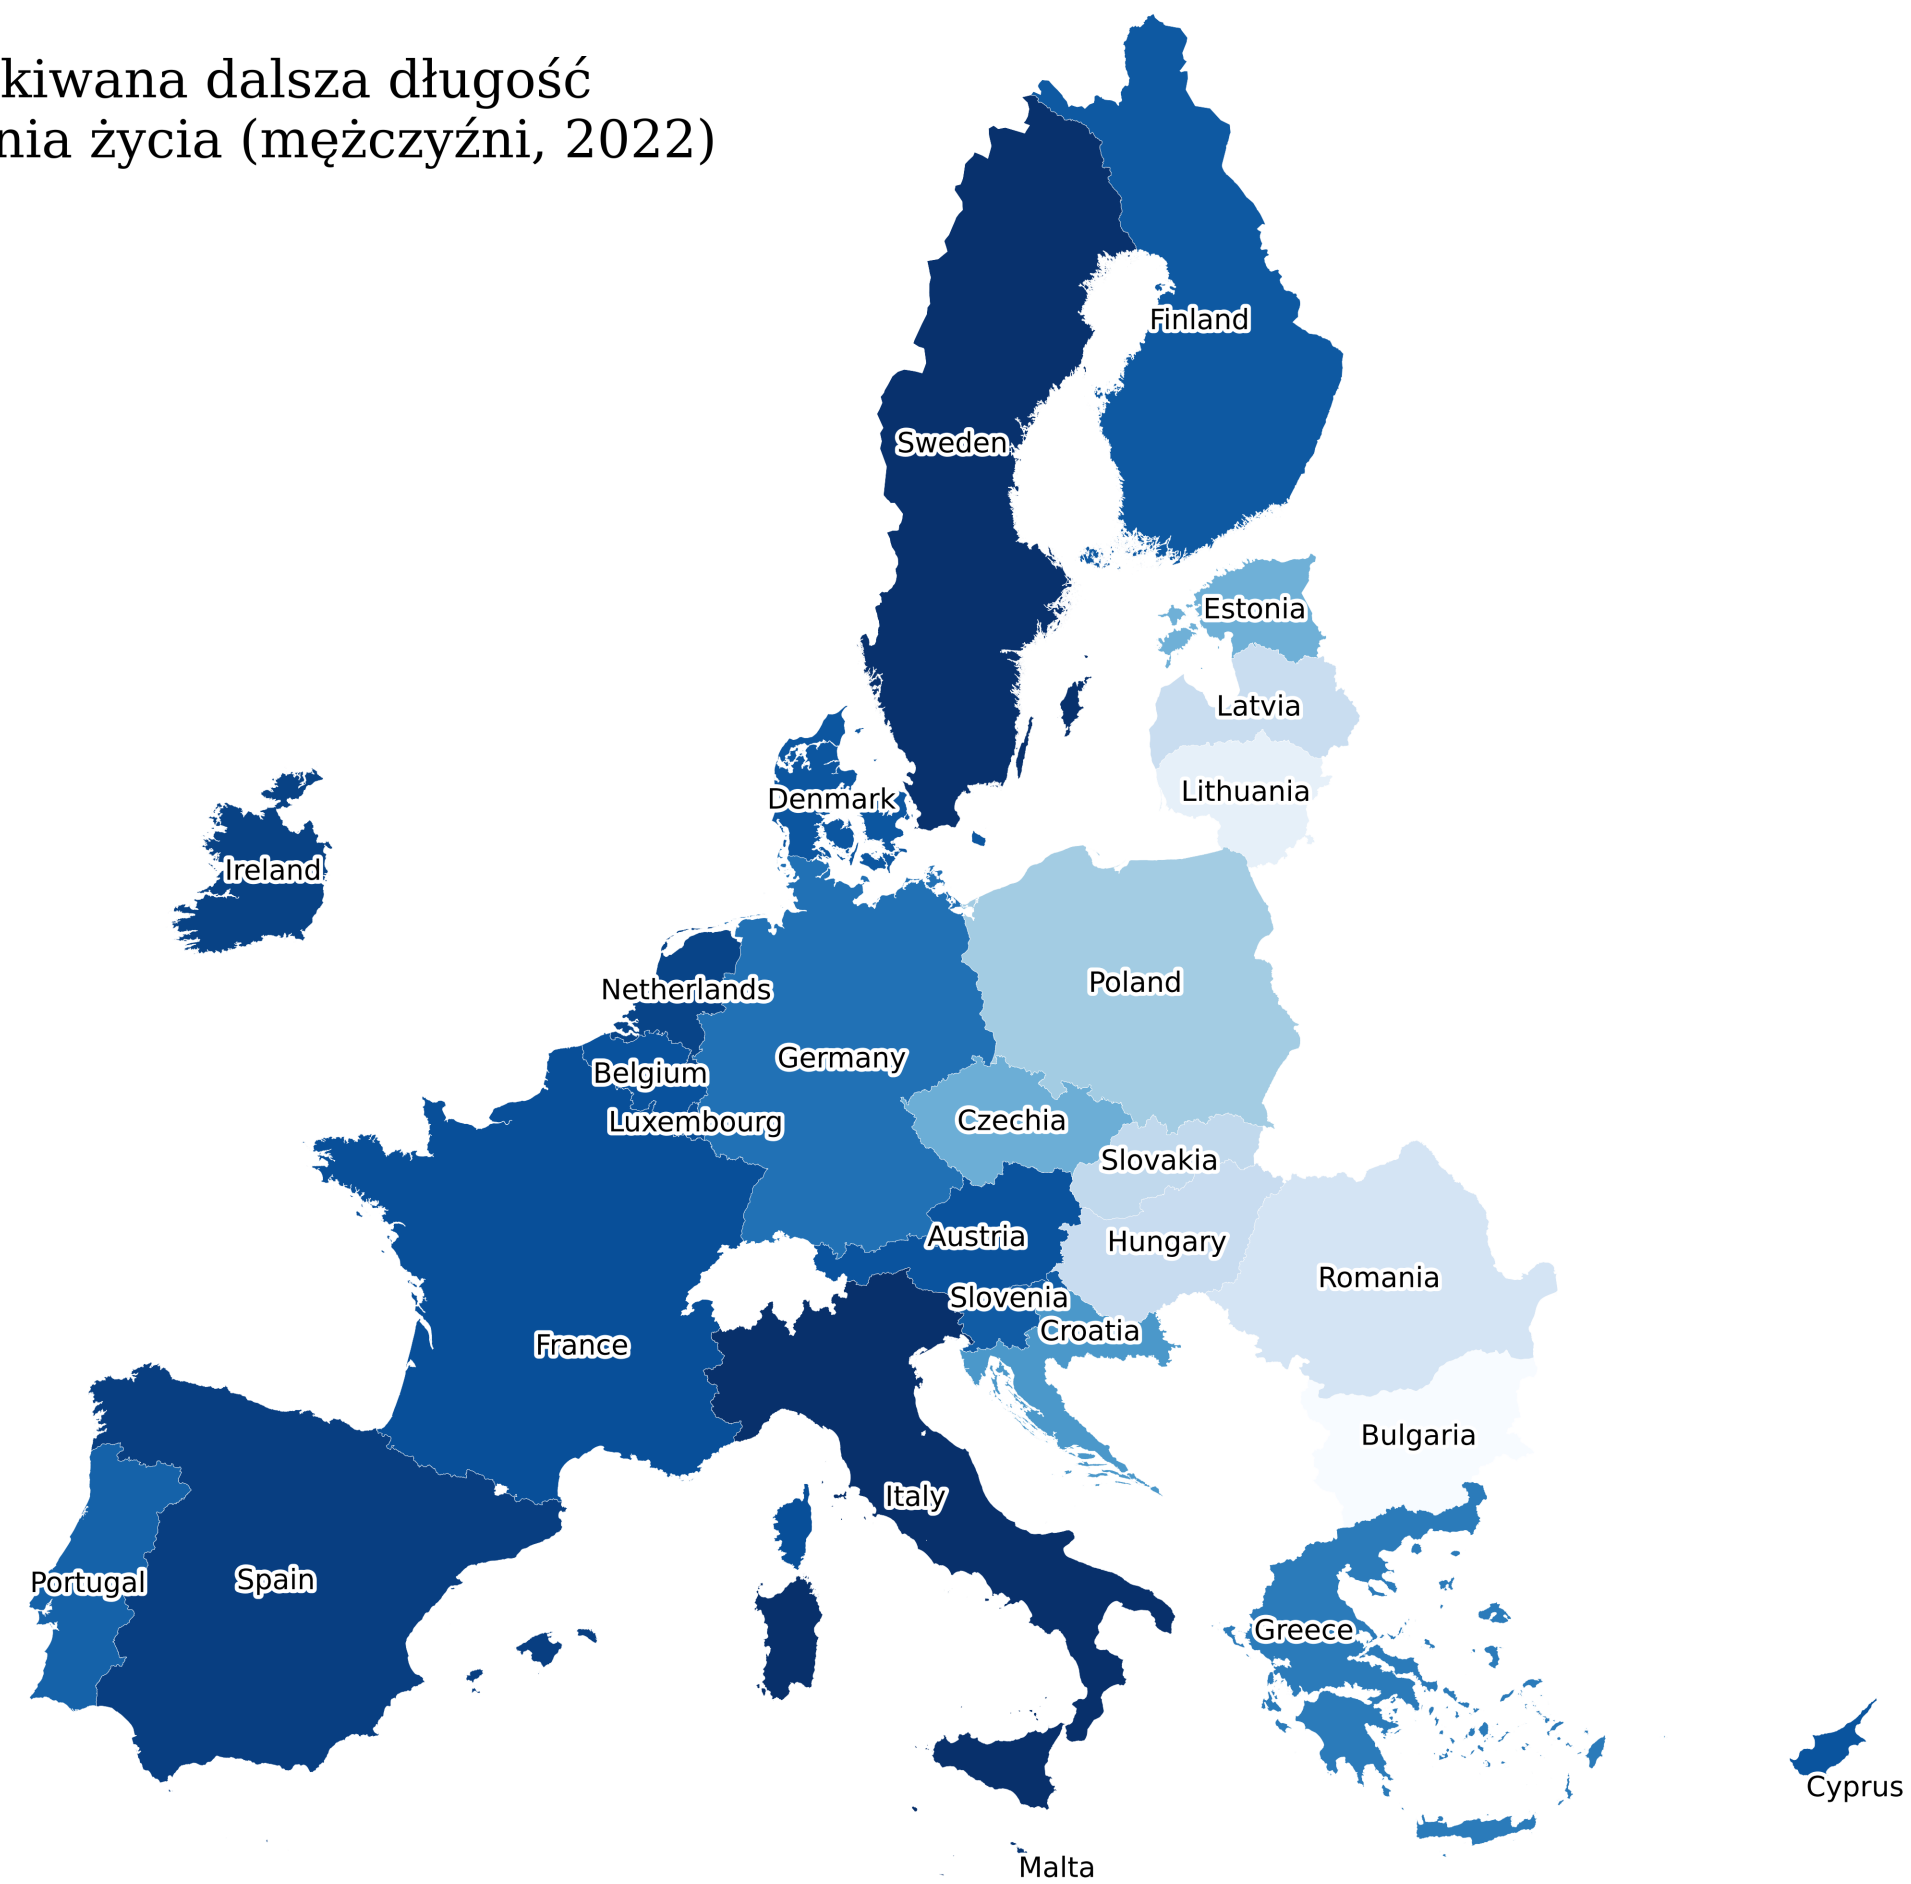 kiwana dalsza długość
nia życia (mężczyźni, 2022)
Finland
Sweden
Estonia
Latvia
Lithuania
Denmark
Ireland
Poland
Netherlands
Germany
Belgium
Luxembourg
Czechia
Slovakia
Austria
Hungary
Romania
Slovenia
Croatia
France
Bulgaria
Italy
Portugal
Spain
Greece
Cyprus
Malta